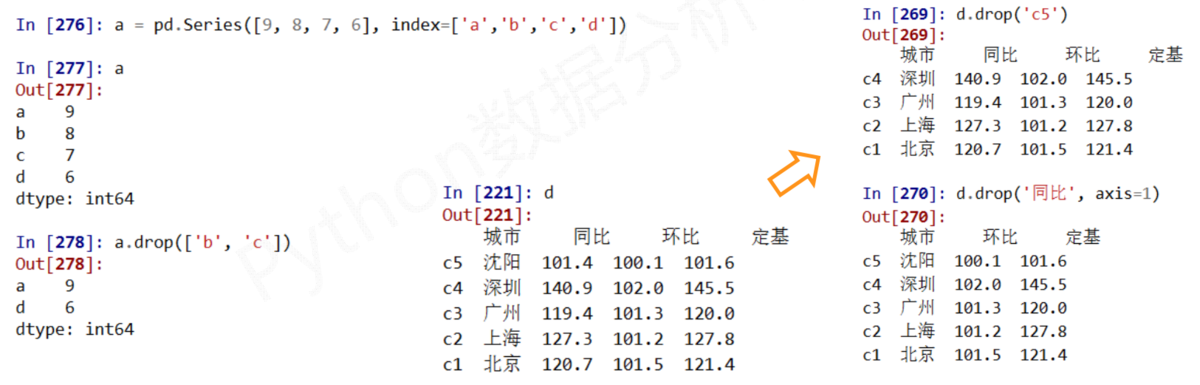 In [276]: a = pd.Series([9, 8, 7, 6], index=['a','b','c','d'])
In [277]: a
Out[277]:
a    9
b    8
c    7
d    6
dtype: int64
In [278]: a.drop(['b', 'c'])
Out[278]:
a    9
d    6
dtype: int64
In [221]: d
Out[221]:
城市 同比 环比 定基
c5 沈阳 101.4 100.1 101.6
c4 深圳 140.9 102.0 145.5
c3 广州 119.4 101.3 120.0
c2 上海 127.3 101.2 127.8
c1 北京 120.7 101.5 121.4
In [269]: d.drop('c5')
Out[269]:
城市 同比 环比 定基
c4 深圳 140.9 102.0 145.5
c3 广州 119.4 101.3 120.0
c2 上海 127.3 101.2 127.8
c1 北京 120.7 101.5 121.4
In [270]: d.drop('同比', axis=1)
Out[270]:
城市 环比 定基
c5 沈阳 100.1 101.6
c4 深圳 102.0 145.5
c3 广州 101.3 120.0
c2 上海 101.2 127.8
c1 北京 101.5 121.4
Python数据分析